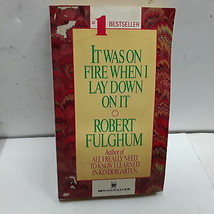 #1 BESTSELLER
IT WAS ON
FIRE WHEN I
LAY DOWN
ON IT
ROBERT
FULGHUM
Author of
ALL I REALLY NEED
TO KNOW I LEARNED
IN KINDERGARTEN